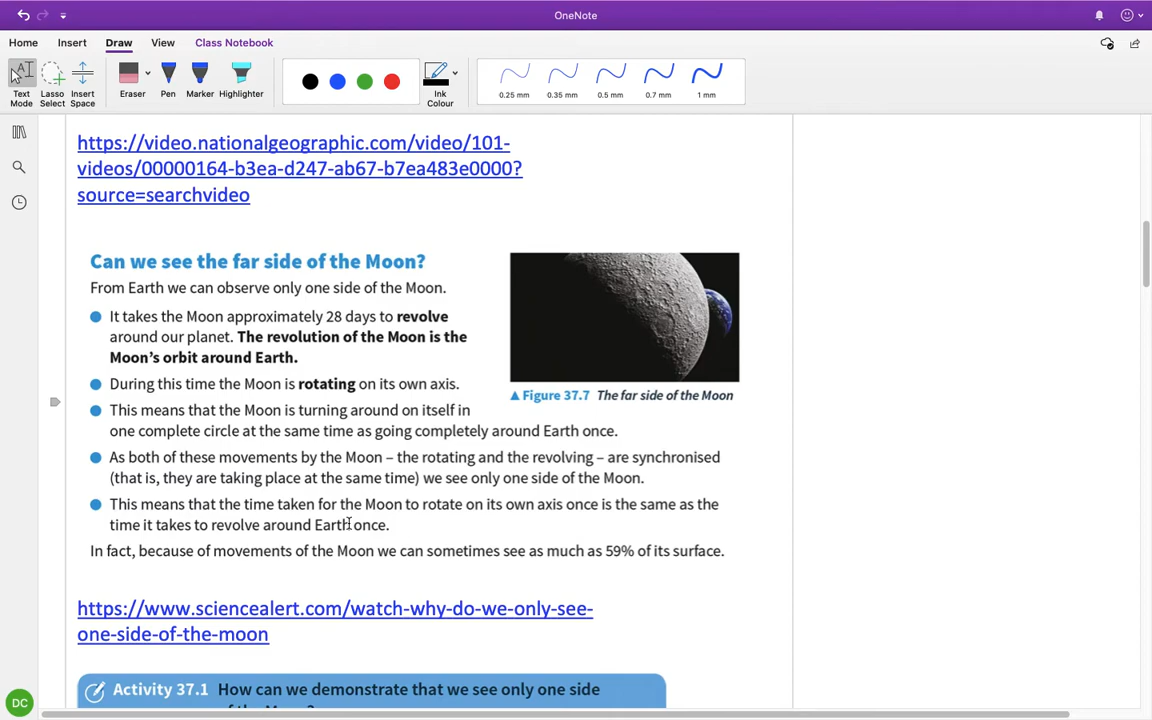 OneNote
Home Insert Draw View Class Notebook
Text Mode
Lasso Select
Insert Space
Eraser
Pen
Marker
Highlighter
Ink Colour
0.25 mm
0.35 mm
0.5 mm
0.7 mm
1 mm
https://video.nationalgeographic.com/video/101-
videos/00000164-b3ea-d247-ab67-b7ea483e0000?
source=searchvideo
Can we see the far side of the Moon?
From Earth we can observe only one side of the Moon.
It takes the Moon approximately 28 days to revolve
around our planet. The revolution of the Moon is the
Moon's orbit around Earth.
During this time the Moon is rotating on its own axis.
▲ Figure 37.7 The far side of the Moon
This means that the Moon is turning around on itself in
one complete circle at the same time as going completely around Earth once.
As both of these movements by the Moon – the rotating and the revolving – are synchronised
(that is, they are taking place at the same time) we see only one side of the Moon.
This means that the time taken for the Moon to rotate on its own axis once is the same as the
time it takes to revolve around Earth once.
In fact, because of movements of the Moon we can sometimes see as much as 59% of its surface.
https://www.sciencealert.com/watch-why-do-we-only-see-
one-side-of-the-moon
Activity 37.1 How can we demonstrate that we see only one side
of the Moon?
DC